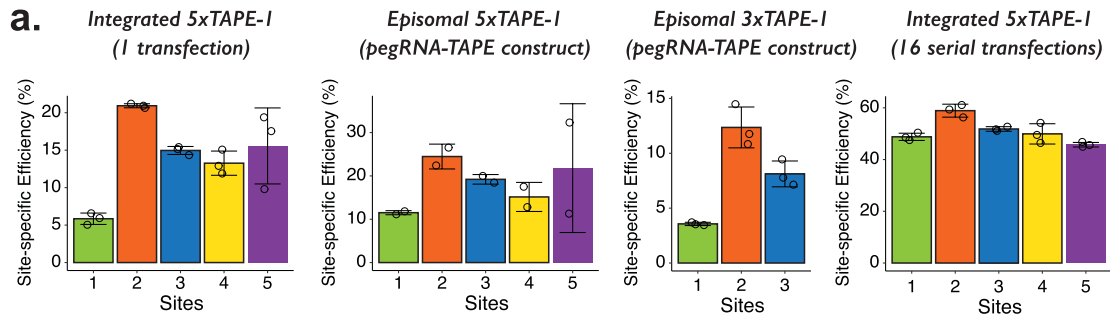 a.
Integrated 5xTAPE-1
(1 transfection)
Site-specific Efficiency (%)
20
15
10
5
0
1 2 3 4 5
Sites
Episomal 5xTAPE-1
(pegRNA-TAPE construct)
Site-specific Efficiency (%)
30
20
10
0
1 2 3 4 5
Sites
Episomal 3xTAPE-1
(pegRNA-TAPE construct)
Site-specific Efficiency (%)
15
10
5
0
1 2 3
Sites
Integrated 5xTAPE-1
(16 serial transfections)
Site-specific Efficiency (%)
60
40
20
0
1 2 3 4 5
Sites